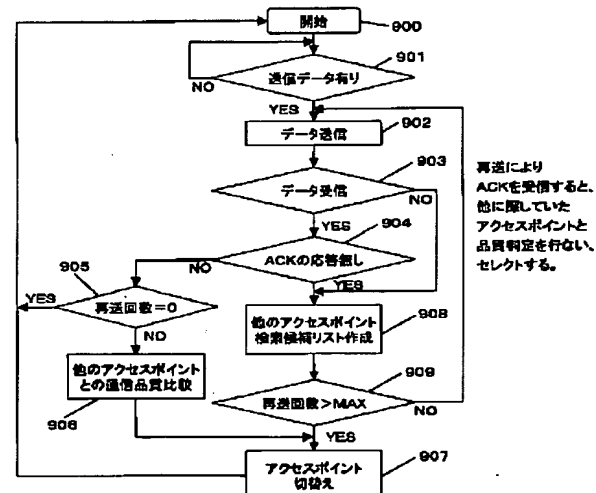 開始
900
901
送信データ有り
NO
YES
データ送信
902
903
データ受信
NO
YES
904
ACKの応答無し
NO
YES
905
再送回数=0
YES
NO
他のアクセスポイント
検索候補リスト作成
908
他のアクセスポイント
との通信品質比較
906
909
再送回数>MAX
NO
YES
アクセスポイント
切替え
907
再送により
ACKを受信すると、
他に探していた
アクセスポイントと
品質判定を行ない、
セレクトする。